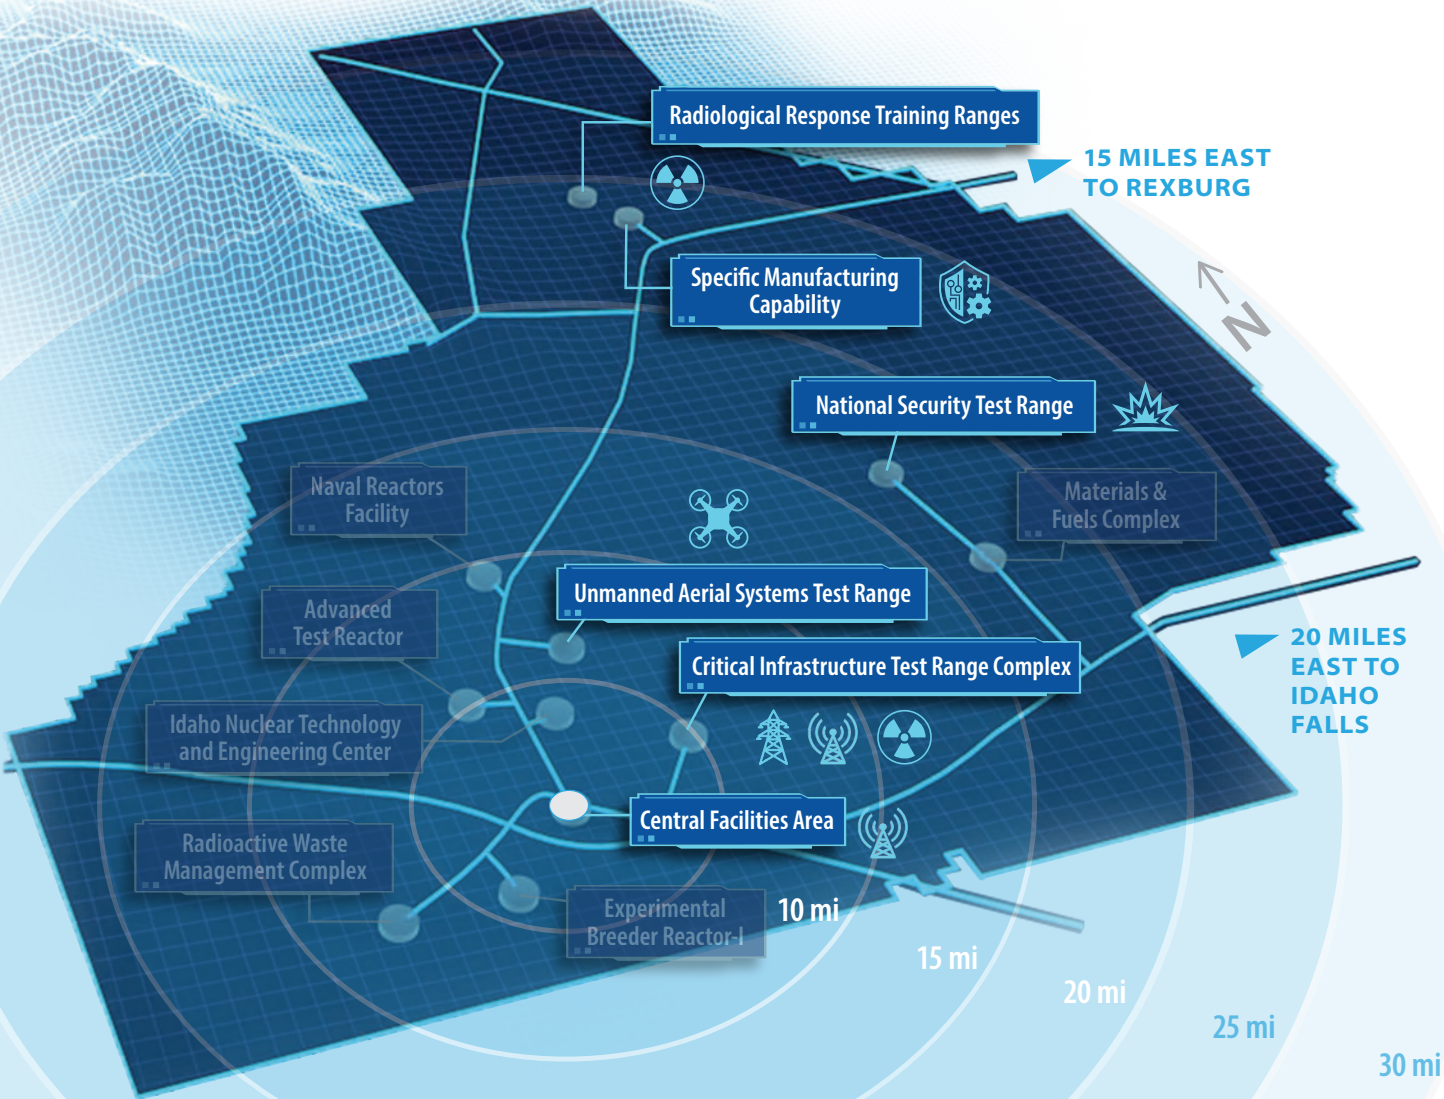 Radiological Response Training Ranges
15 MILES EAST
TO REXBURG
Specific Manufacturing
Capability
N
National Security Test Range
Naval Reactors
Facility
Materials &
Fuels Complex
Unmanned Aerial Systems Test Range
Advanced
Test Reactor
Critical Infrastructure Test Range Complex
20 MILES
EAST TO
IDAHO
FALLS
Idaho Nuclear Technology
and Engineering Center
Central Facilities Area
Radioactive Waste
Management Complex
Experimental
Breeder Reactor-I
10 mi
15 mi
20 mi
25 mi
30 mi